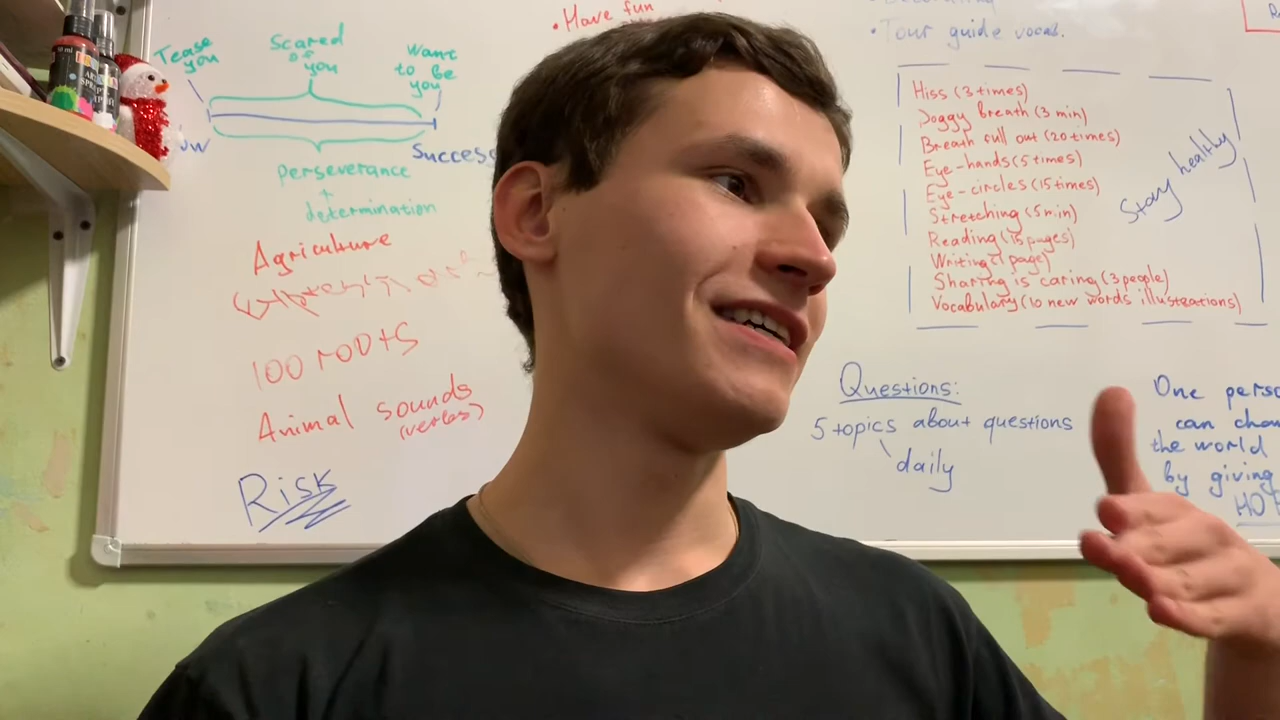 Tease
you
Scared
of
you
Want
to be
you
Success
perseverance
+
determination
Agriculture
100 roots
Animal sounds
(verbs)
Risk
• Have fun
• Tour guide vocab.
Hiss (3 times)
Doggy breath (3 min)
Breath full out (20 times)
Eye-hands (5 times)
Eye-circles (15 times)
Stretching (5 min)
Reading (15 pages)
Writing (1 page)
Sharing is caring (3 people)
Vocabulary (10 new words illustrations)
Stay healthy
Questions:
5 topics about questions
daily
One perso
can chan
the world
by giving